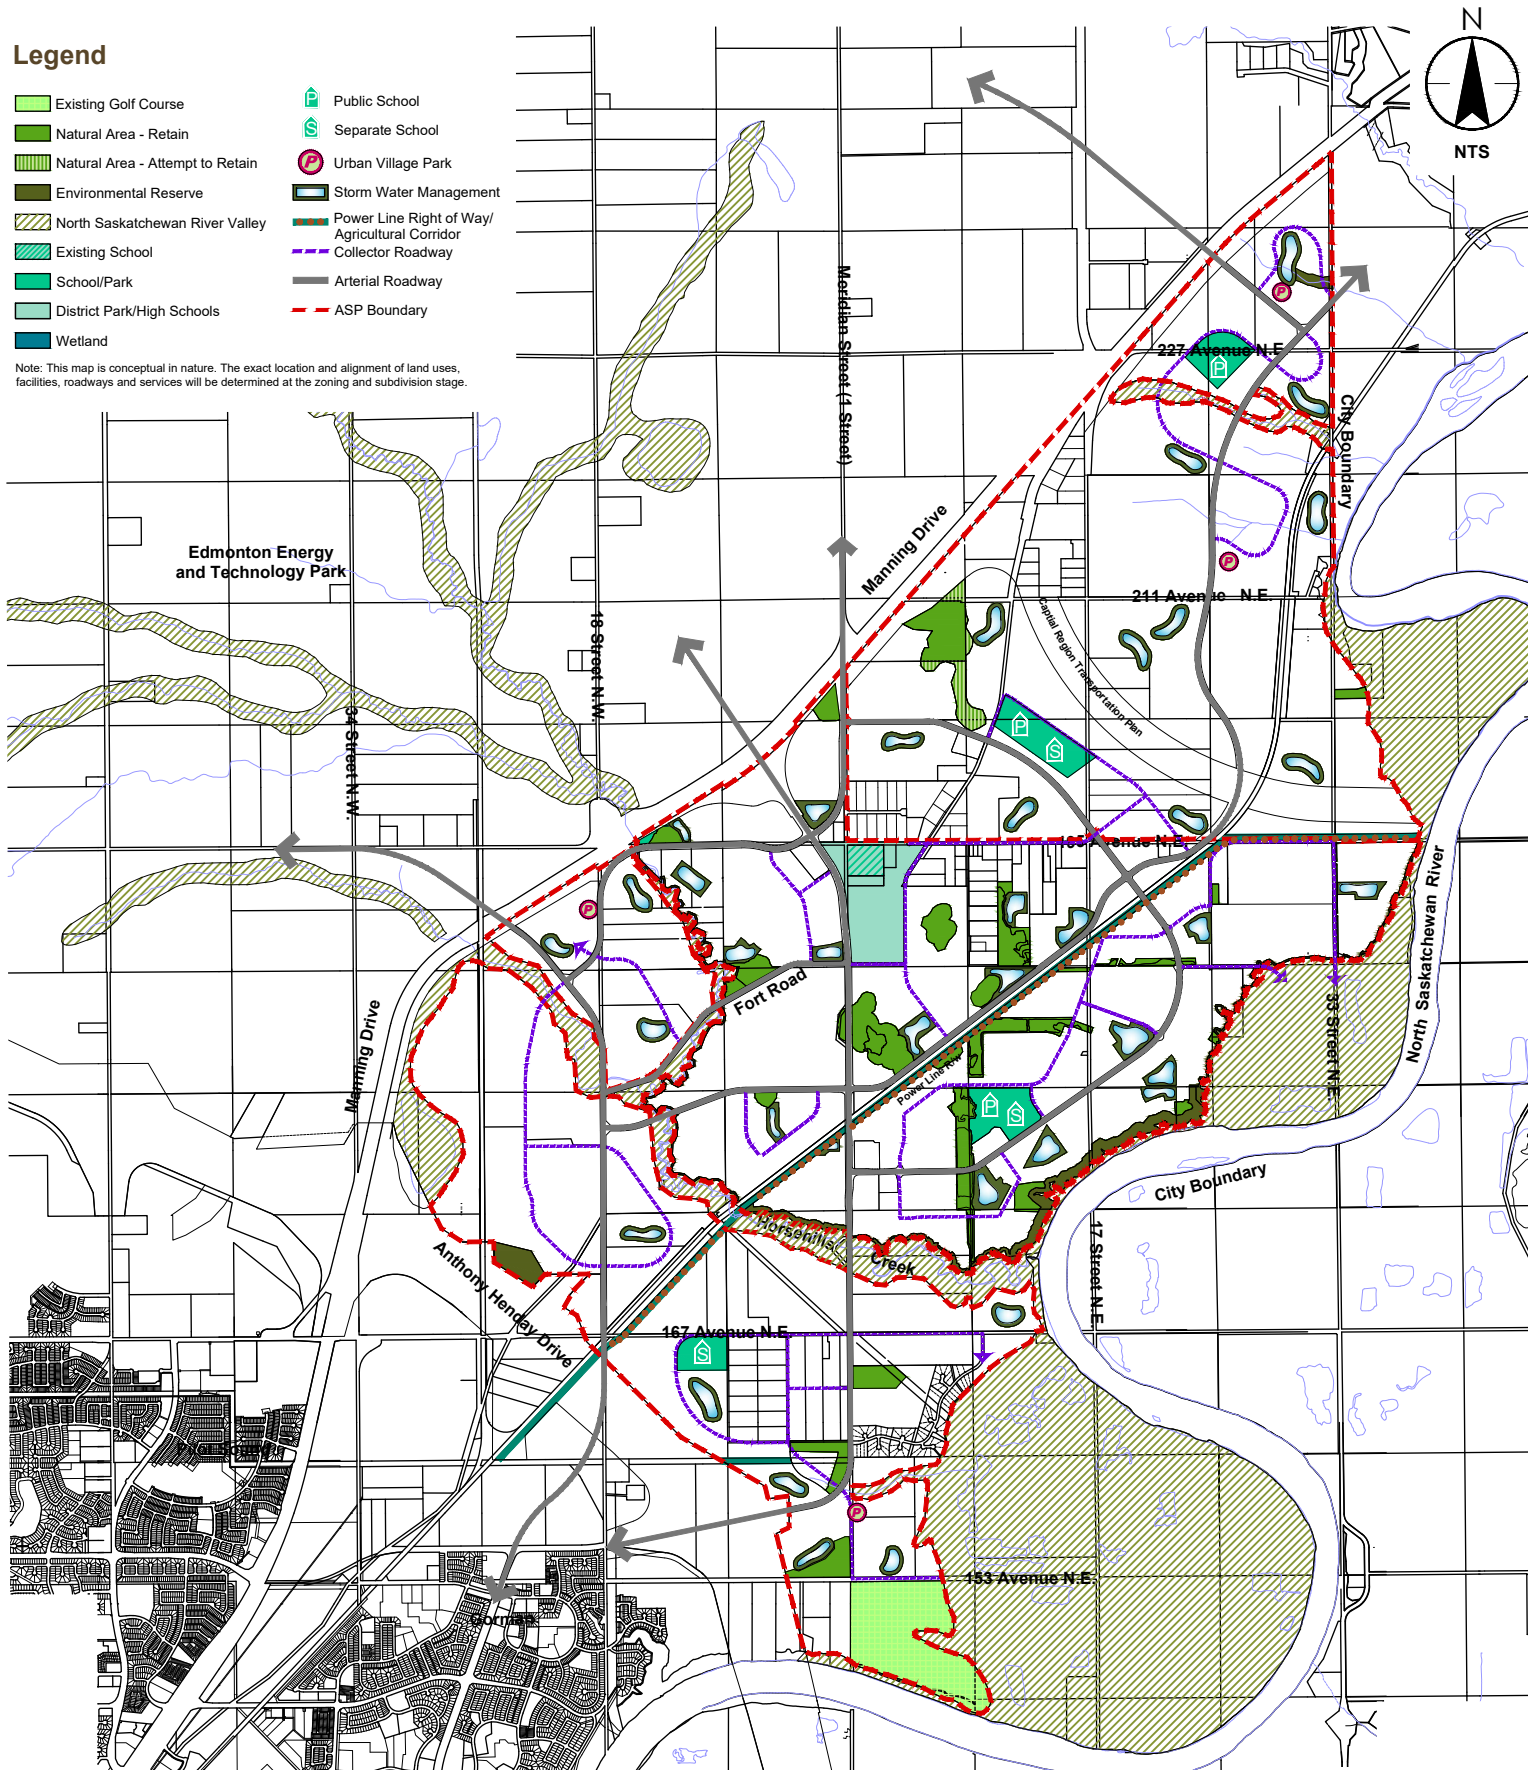 N
NTS
Legend
Existing Golf Course
Natural Area - Retain
Natural Area - Attempt to Retain
Environmental Reserve
North Saskatchewan River Valley
Existing School
School/Park
District Park/High Schools
Wetland
P Public School
S Separate School
P Urban Village Park
Storm Water Management
Power Line Right of Way/
Agricultural Corridor
Collector Roadway
Arterial Roadway
ASP Boundary
Note: This map is conceptual in nature. The exact location and alignment of land uses,
facilities, roadways and services will be determined at the zoning and subdivision stage.
Meridian Street (1 Street)
P
227 Avenue N.E.
P
City Boundary
Manning Drive
Edmonton Energy
and Technology Park
P
211 Avenue N.E.
18 Street N.W.
Captial Region Transportation Plan
34 Street N.W.
P
S
195 Avenue N.E.
North Saskatchewan River
P
Fort Road
33 Street N.E.
Manning Drive
Power Line R.W.
P
S
City Boundary
Horsehills
Creek
17 Street N.E.
Anthony Henday Drive
167 Avenue N.E.
S
P
153 Avenue N.E.
Gorman